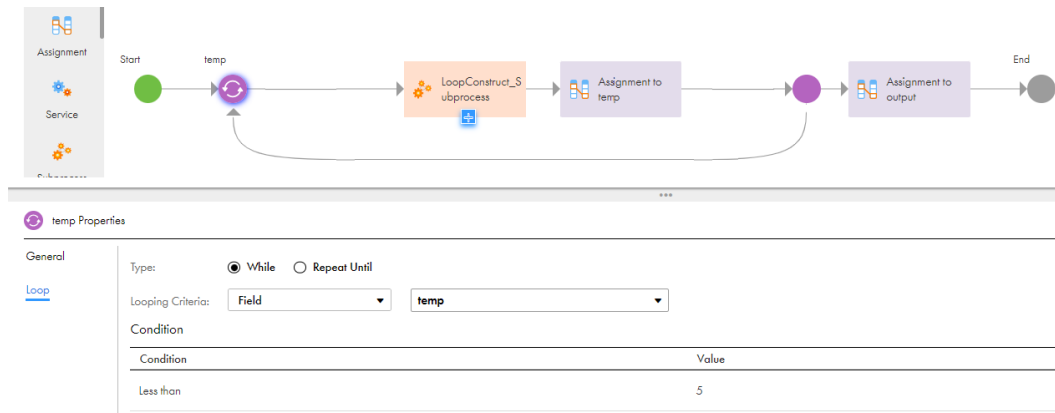 Assignment
Service
Subprocess
Start
temp
LoopConstruct_S
ubprocess
Assignment to
temp
Assignment to
output
End
temp Properties
General
Loop
Type:
While
Repeat Until
Looping Criteria:
Field
temp
Condition
Condition
Value
Less than
5